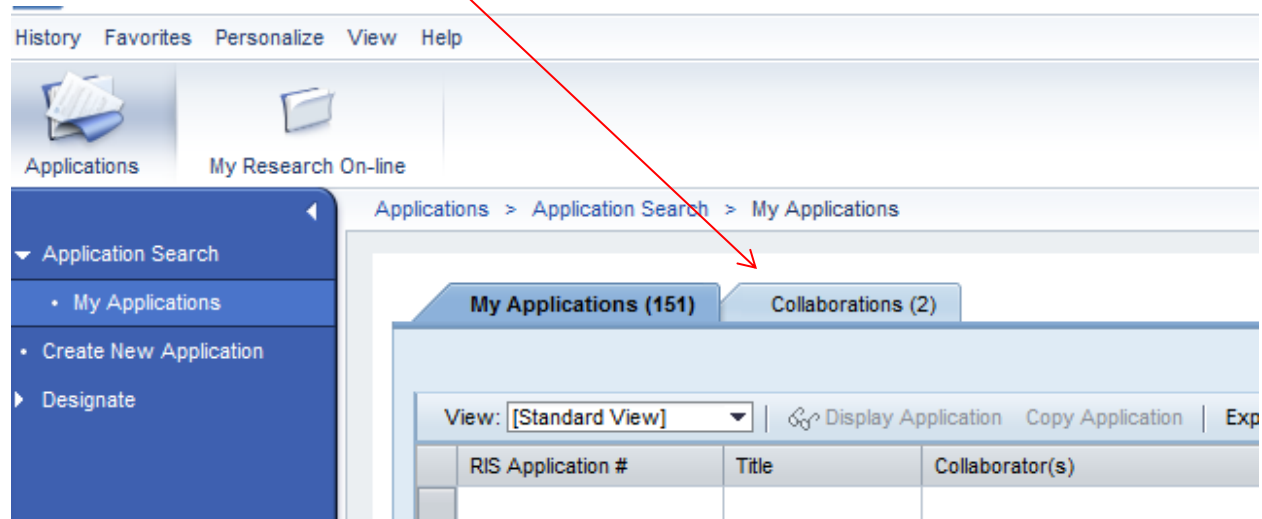 History Favorites Personalize View Help
Applications My Research On-line
Applications > Application Search > My Applications
Application Search
• My Applications
• Create New Application
Designate
My Applications (151) Collaborations (2)
View: [Standard View] Display Application Copy Application Exp
RIS Application # Title Collaborator(s)